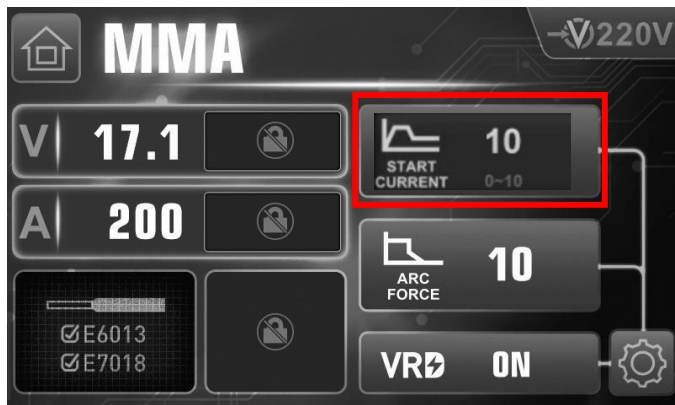 MMA
220V
V 17.1
START CURRENT 10
0~10
A 200
ARC FORCE 10
E6013
E7018
VRD ON